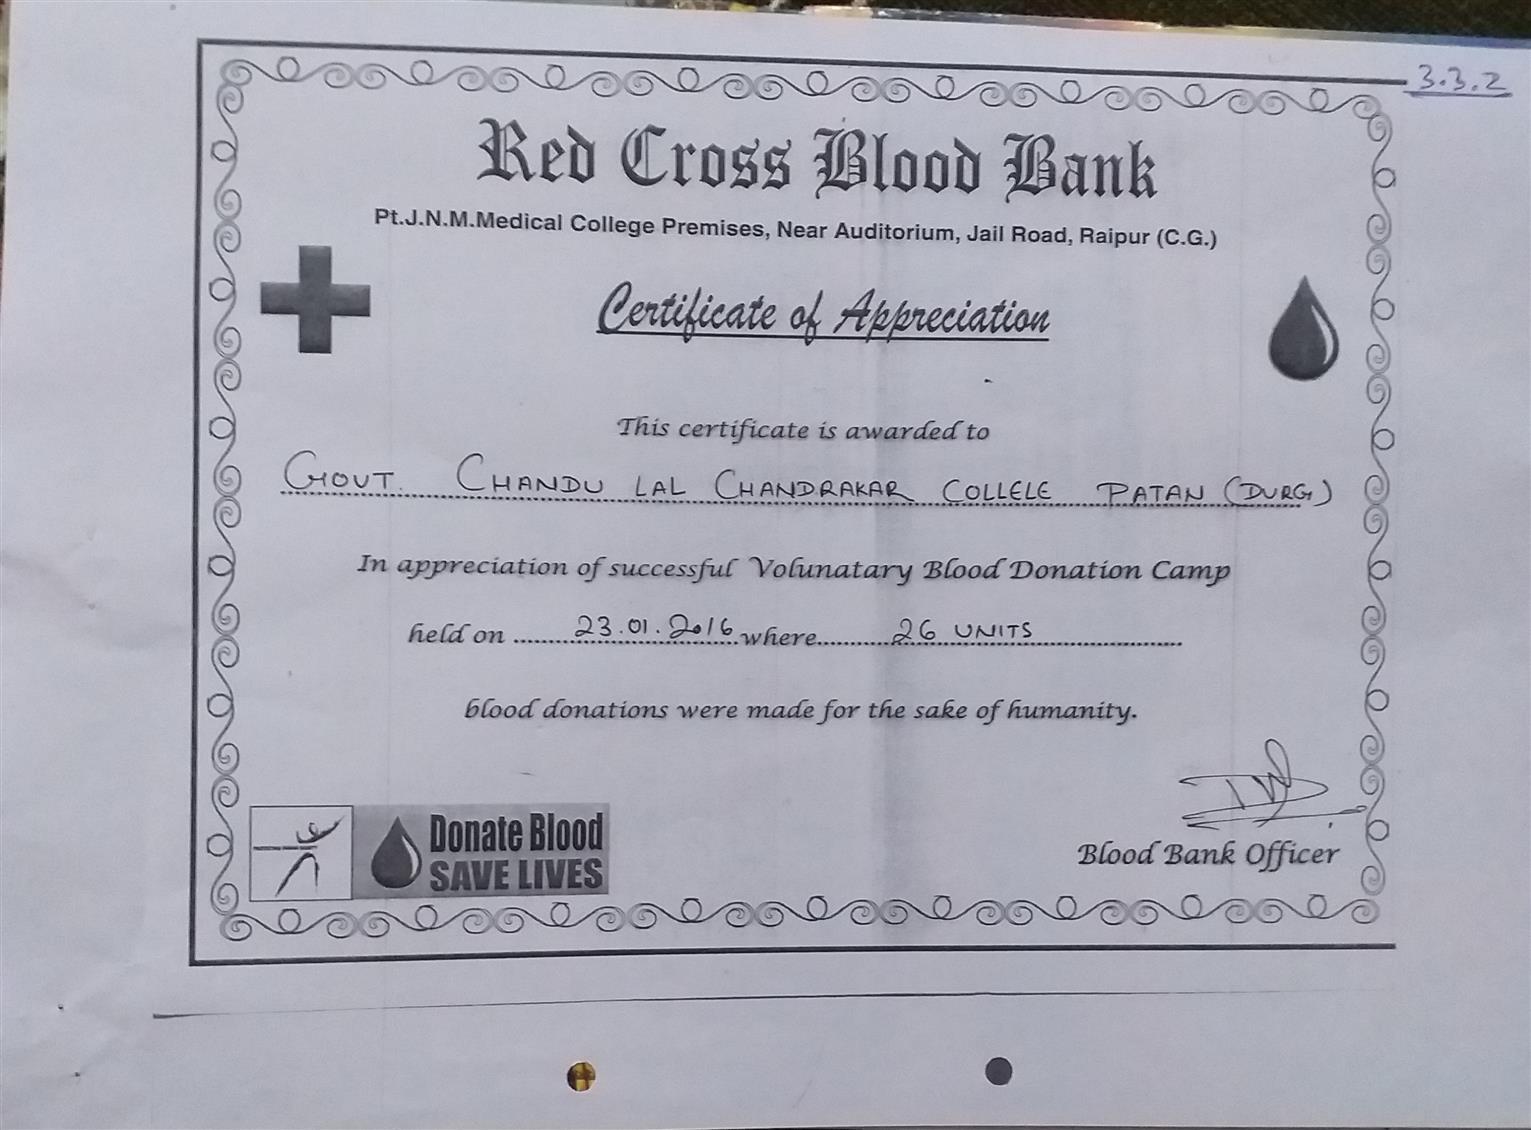 3.3.2
Red Cross Blood Bank
Pt.J.N.M.Medical College Premises, Near Auditorium, Jail Road, Raipur (C.G.)
Certificate of Appreciation
This certificate is awarded to
GOVT. CHANDU LAL CHANDRAKAR COLLELE PATAN (DURG)
In appreciation of successful Volunatary Blood Donation Camp
held on 23.01.2016 where 26 UNITS
blood donations were made for the sake of humanity.
Donate Blood
SAVE LIVES
Blood Bank Officer